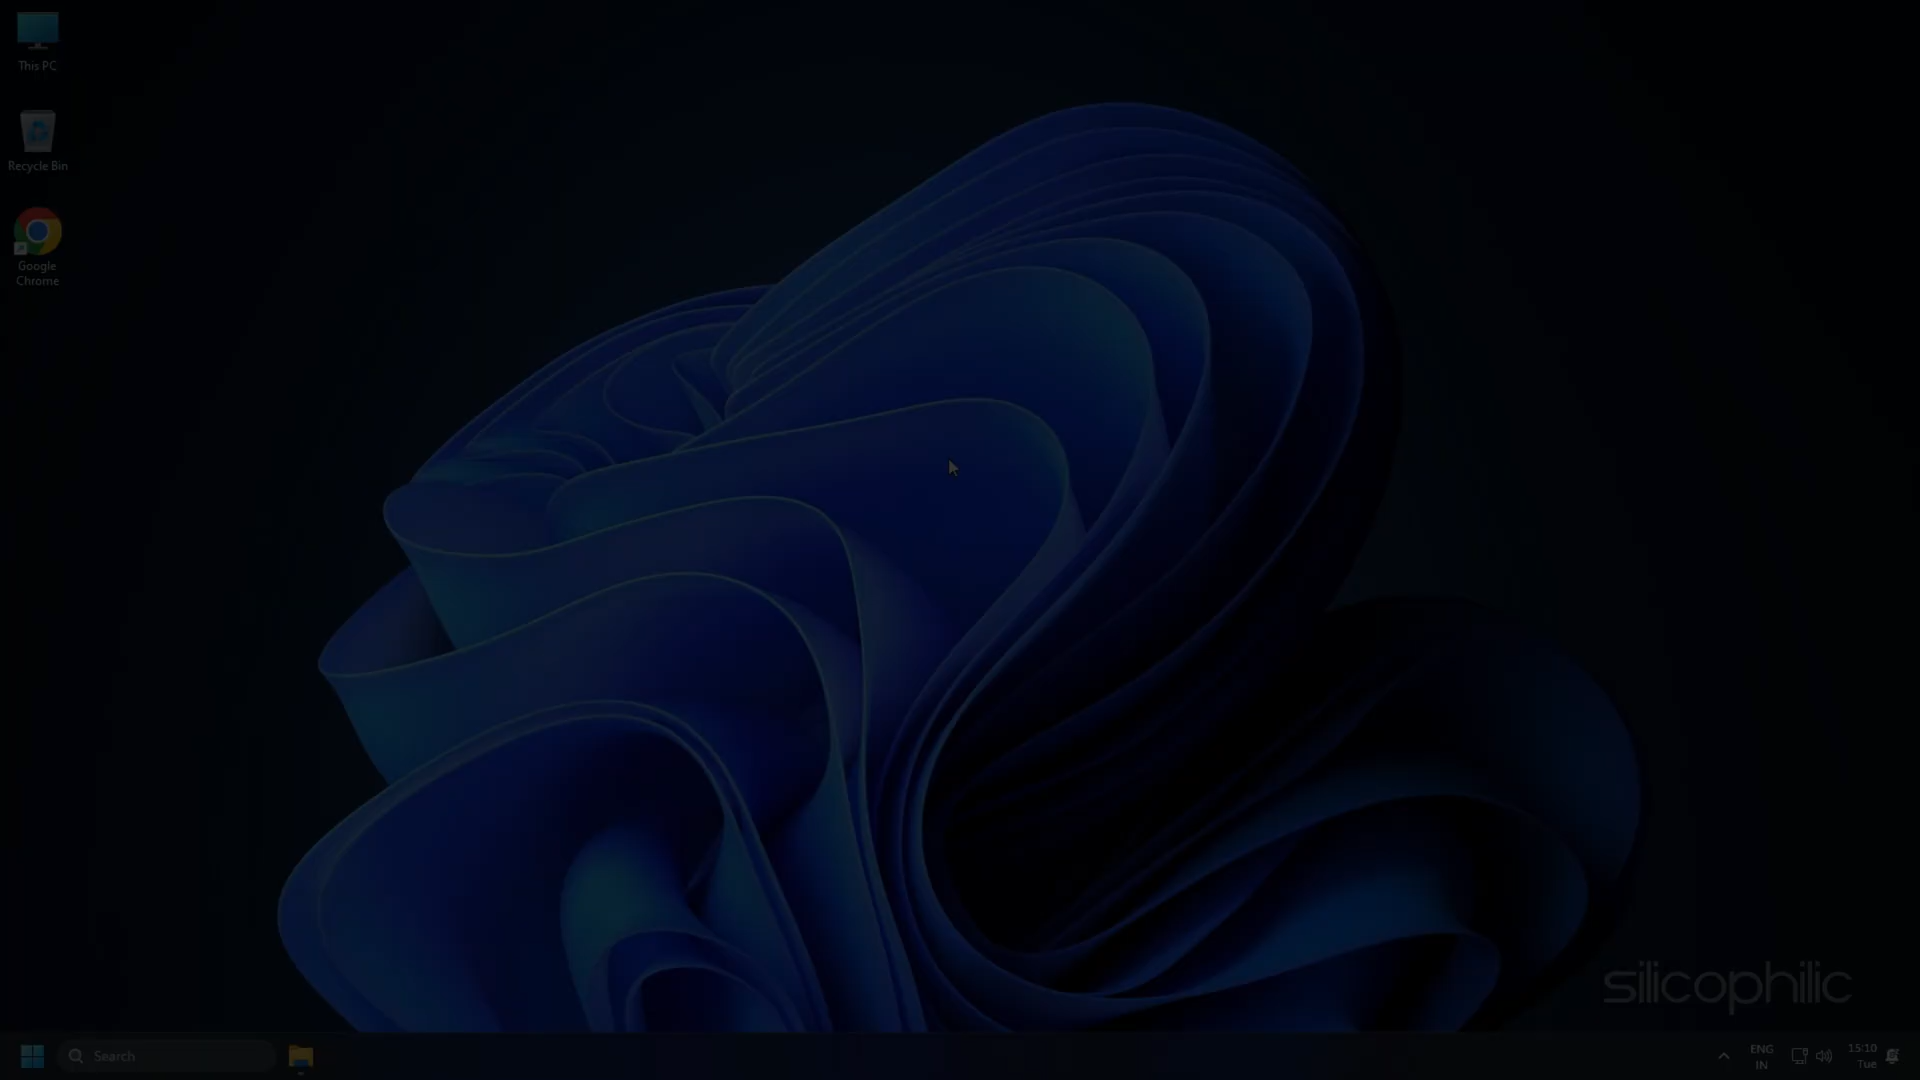 This PC
Recycle Bin
Google
Chrome
silicophilic
Search
ENG
IN
15:10
Tue